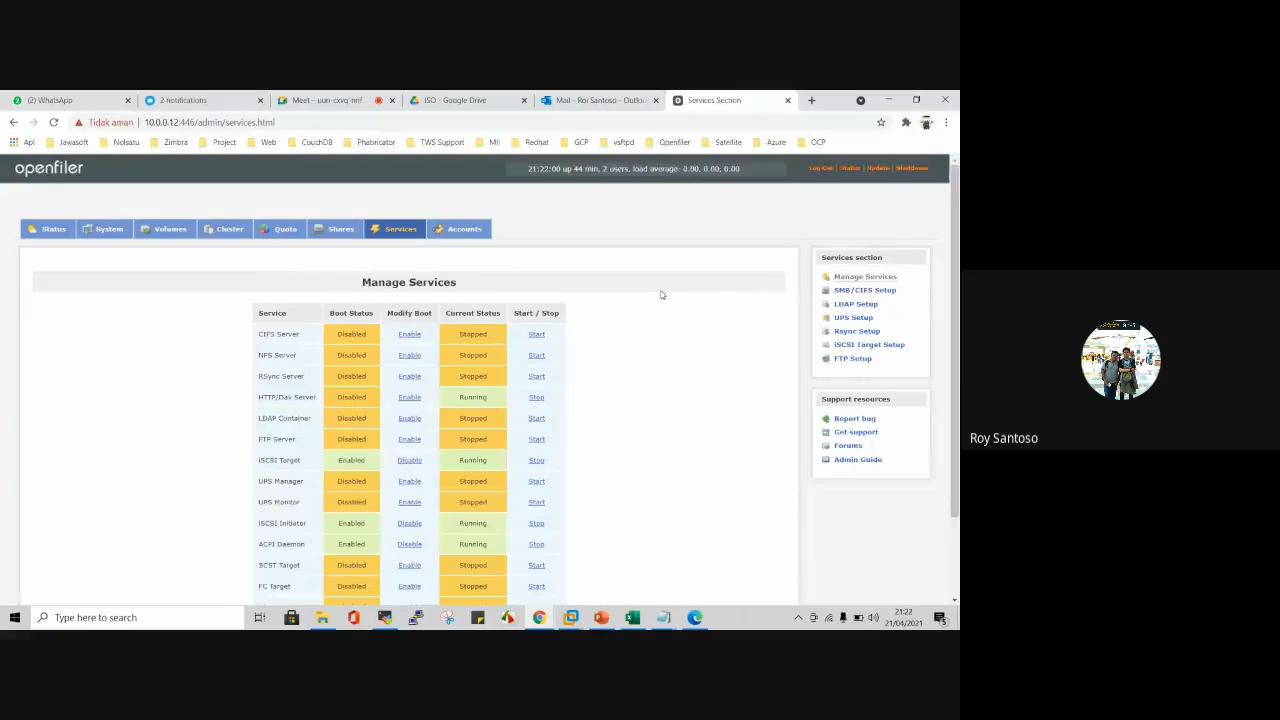 (2) WhatsApp
2 notifications
Meet – uun-cxvq-nnf
ISO - Google Drive
Mail - Roi Santoso - Outlo
Services Section
Tidak aman
10.0.0.12:446/admin/services.html
Apl
Jawasoft
Nolsatu
Zimbra
Project
Web
CouchDB
Phabricator
TWS Support
MII
Redhat
GCP
vsftpd
Openfiler
Satellite
Azure
OCP
openfiler
21:22:00 up 44 min, 2 users, load average: 0.00, 0.00, 0.00
Log Out | Status | Update | Shutdown
Status
System
Volumes
Cluster
Quota
Shares
Services
Accounts
Manage Services
Service Boot Status Modify Boot Current Status Start / Stop
CIFS Server Disabled Enable Stopped Start
NFS Server Disabled Enable Stopped Start
RSync Server Disabled Enable Stopped Start
HTTP/Dav Server Disabled Enable Running Stop
LDAP Container Disabled Enable Stopped Start
FTP Server Disabled Enable Stopped Start
iSCSI Target Enabled Disable Running Stop
UPS Manager Disabled Enable Stopped Start
UPS Monitor Disabled Enable Stopped Start
iSCSI Initiator Enabled Disable Running Stop
ACPI Daemon Enabled Disable Running Stop
SCST Target Disabled Enable Stopped Start
FC Target Disabled Enable Stopped Start
Services section
Manage Services
SMB/CIFS Setup
LDAP Setup
UPS Setup
Rsync Setup
iSCSI Target Setup
FTP Setup
Support resources
Report bug
Get support
Forums
Admin Guide
Roy Santoso
Type here to search
21:22
21/04/2021